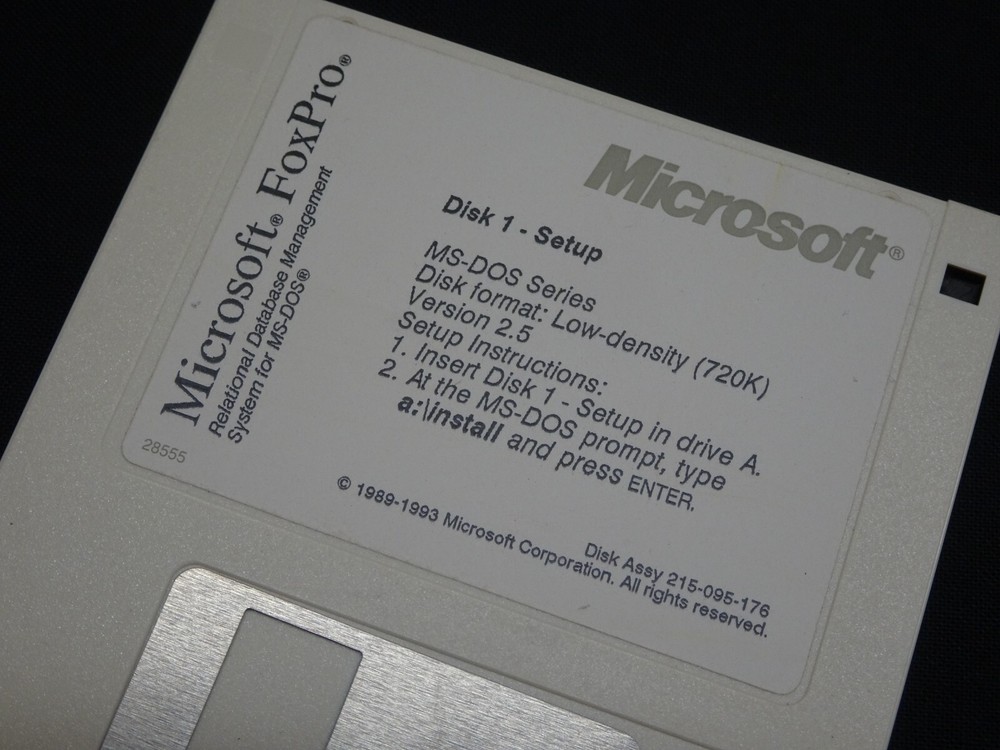 Microsoft® FoxPro®
Relational Database Management
System for MS-DOS®
28555
Microsoft®
Disk 1 - Setup
MS-DOS Series
Disk format: Low-density (720K)
Version 2.5
Setup Instructions:
1. Insert Disk 1 - Setup in drive A.
2. At the MS-DOS prompt, type
a:\install and press ENTER.
Disk Assy 215-095-176
© 1989-1993 Microsoft Corporation. All rights reserved.